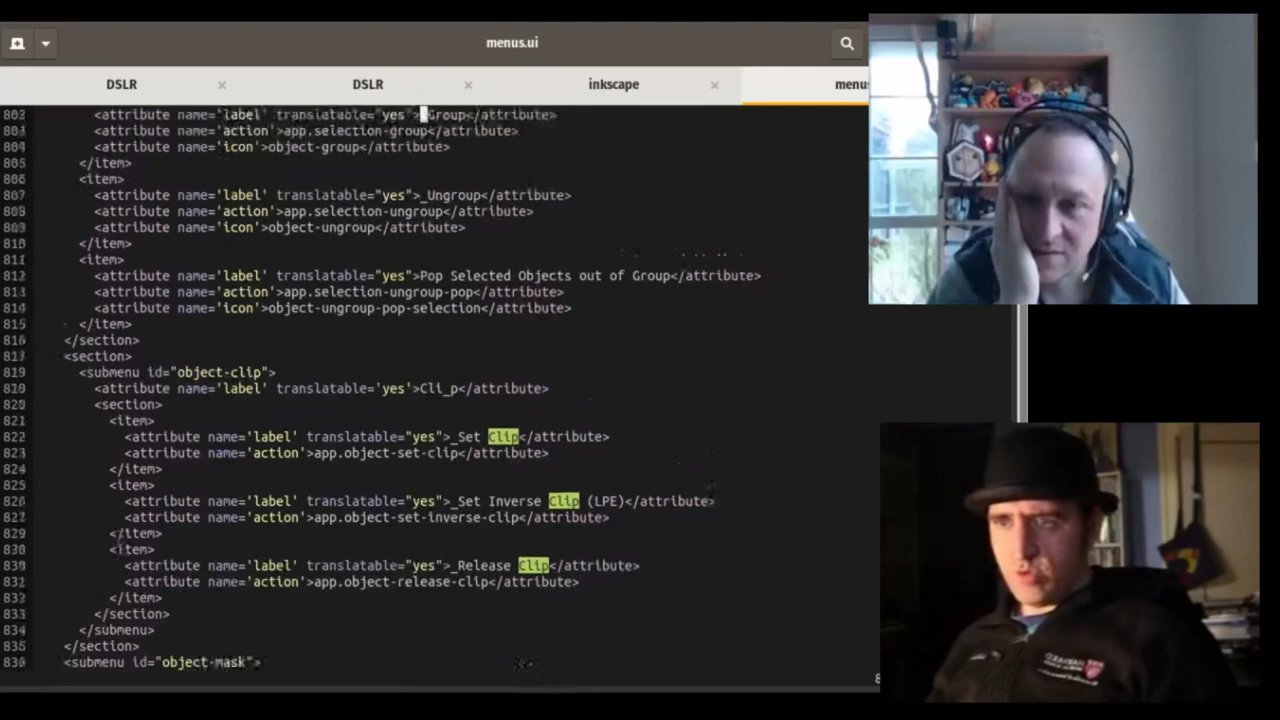 menus.ui
DSLR × DSLR × inkscape × menus
<attribute name='label' translatable="yes">_Group</attribute>
804 <attribute name='action'>app.selection-group</attribute>
804 <attribute name='icon'>object-group</attribute>
805 </item>
806 <item>
807 <attribute name='label' translatable="yes">_Ungroup</attribute>
808 <attribute name='action'>app.selection-ungroup</attribute>
809 <attribute name='icon'>object-ungroup</attribute>
810 </item>
811 <item>
812 <attribute name='label' translatable="yes">Pop Selected Objects out of Group</attribute>
813 <attribute name='action'>app.selection-ungroup-pop</attribute>
814 <attribute name='icon'>object-ungroup-pop-selection</attribute>
815 </item>
816 </section>
817 <section>
819 <submenu id="object-clip">
820 <attribute name='label' translatable='yes'>Cli_p</attribute>
820 <section>
821 <item>
822 <attribute name='label' translatable="yes">_Set Clip</attribute>
823 <attribute name='action'>app.object-set-clip</attribute>
824 </item>
825 <item>
826 <attribute name='label' translatable="yes">_Set Inverse Clip (LPE)</attribute>
827 <attribute name='action'>app.object-set-inverse-clip</attribute>
829 </item>
830 <item>
830 <attribute name='label' translatable="yes">_Release Clip</attribute>
832 <attribute name='action'>app.object-release-clip</attribute>
832 </item>
833 </section>
834 </submenu>
835 </section>
830 <submenu id="object-mask">